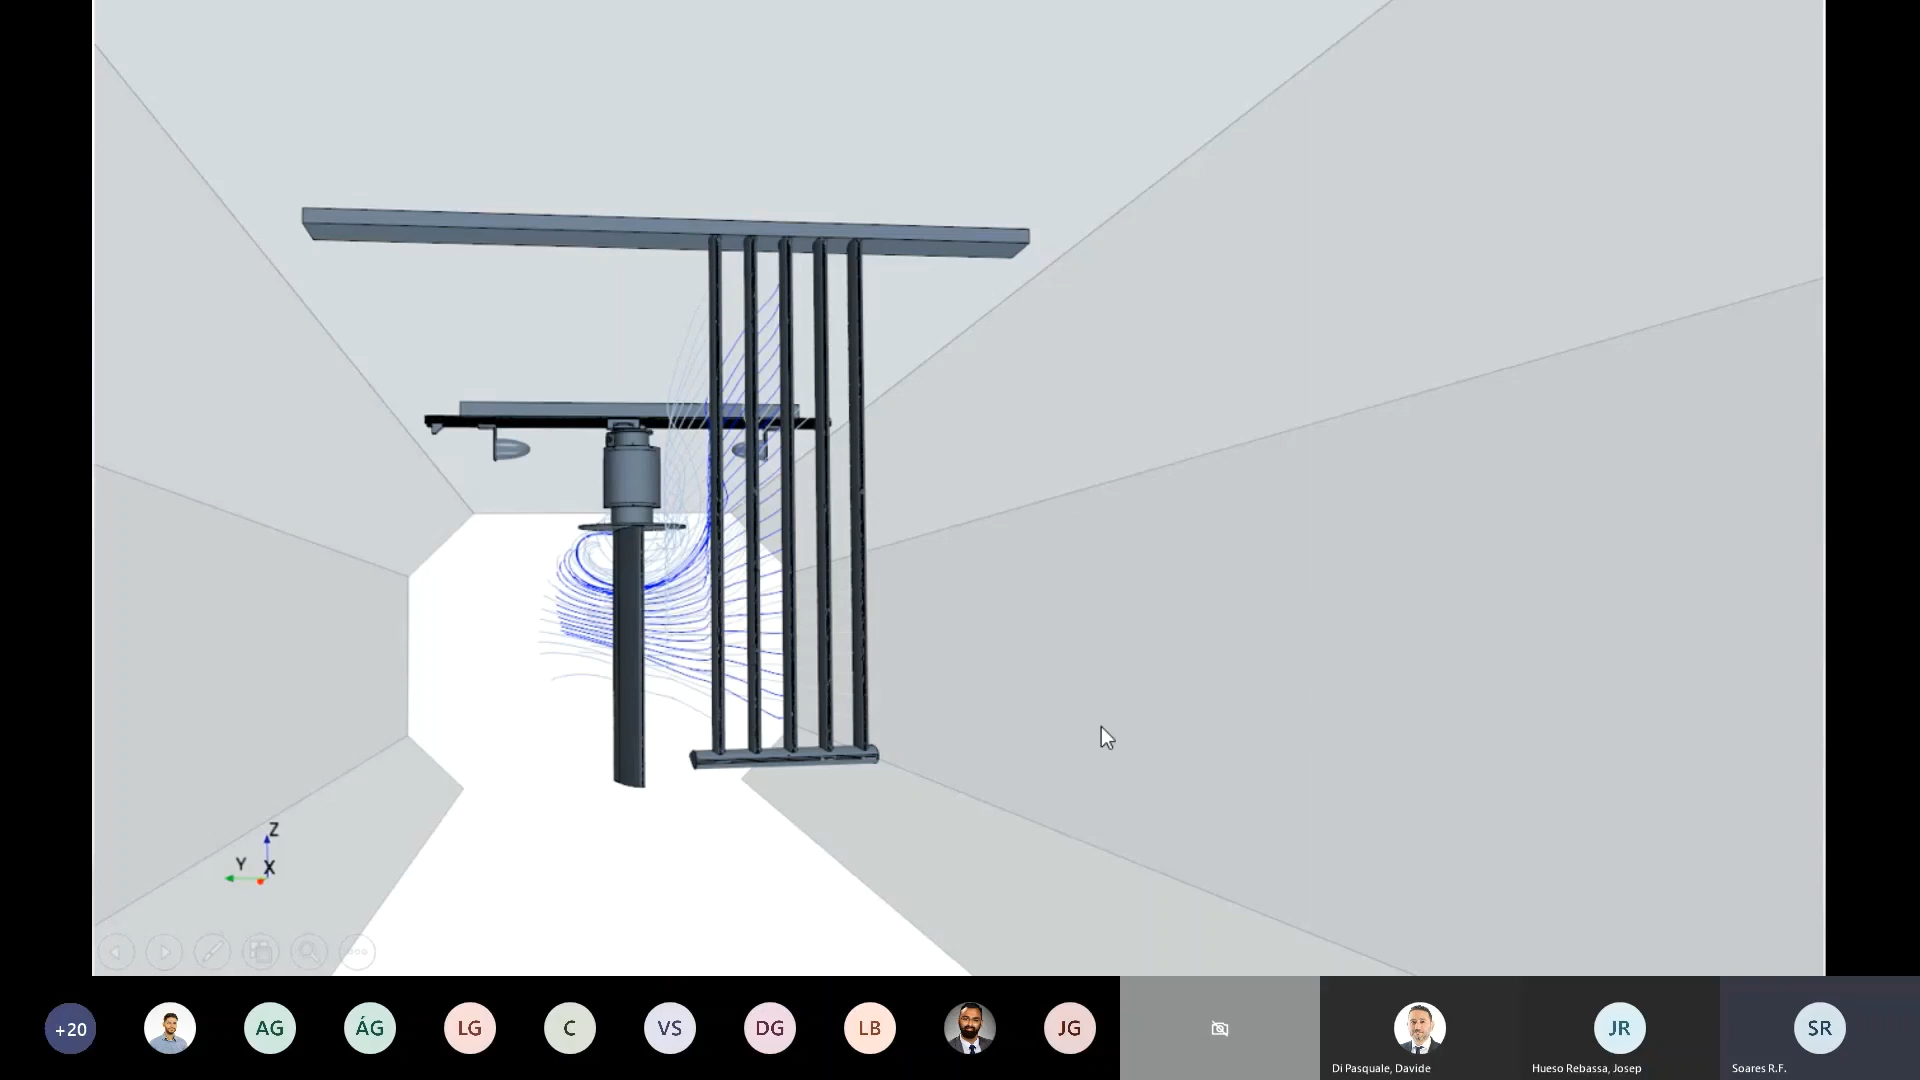 Z
Y
X
+20
AG
ÁG
LG
C
VS
DG
LB
JG
JR
SR
Di Pasquale, Davide
Hueso Rebassa, Josep
Soares R.F.